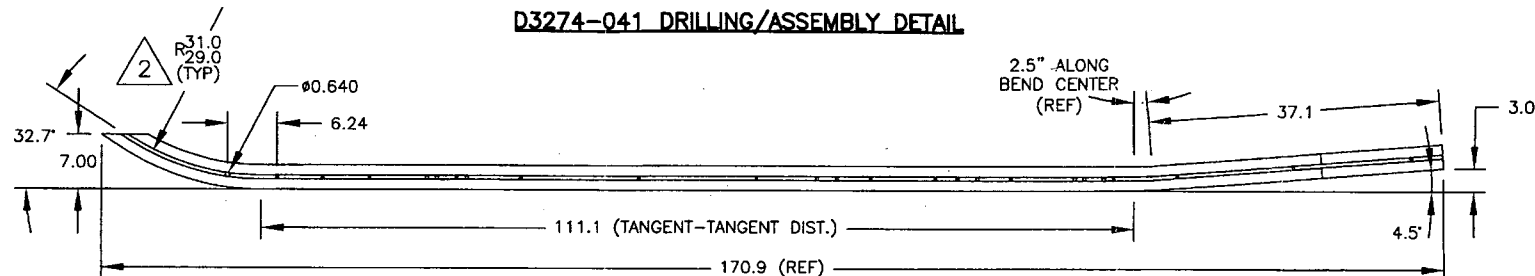 D3274-041 DRILLING/ASSEMBLY DETAIL
2
R31.0
29.0
(TYP)
ø0.640
6.24
32.7°
7.00
2.5" ALONG
BEND CENTER
(REF)
37.1
3.0
111.1 (TANGENT-TANGENT DIST.)
4.5°
170.9 (REF)